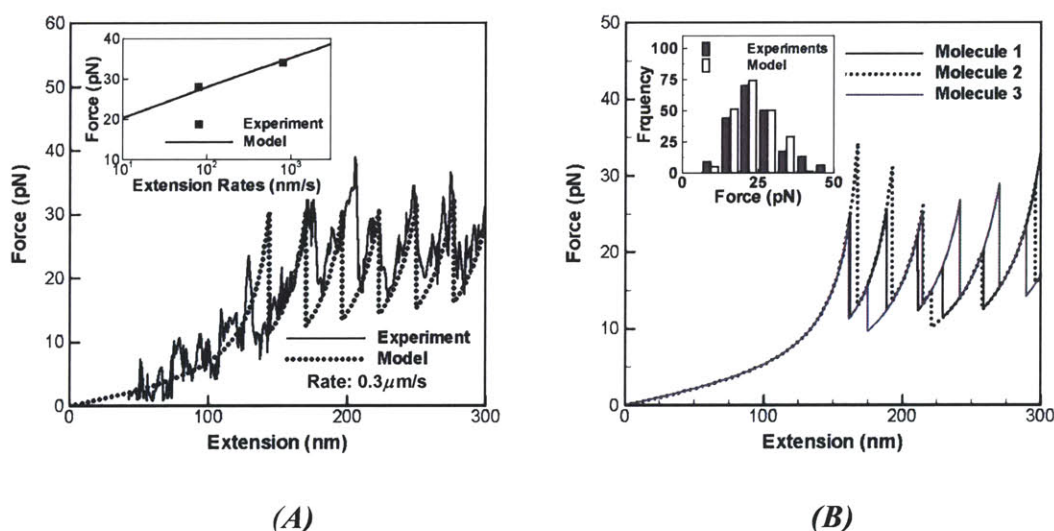 60
50
40
30
20
10
0
0
100
200
300
Force (pN)
Extension (nm)
40
30
20
10
10¹
10²
10³
Force (pN)
Extension Rates (nm/s)
Experiment
Model
Experiment
Model
Rate: 0.3μm/s
(A)
50
40
30
20
10
0
0
100
200
300
Force (pN)
Extension (nm)
100
75
50
25
0
0
25
50
Frquency
Force (pN)
Experiments
Model
Molecule 1
Molecule 2
Molecule 3
(B)